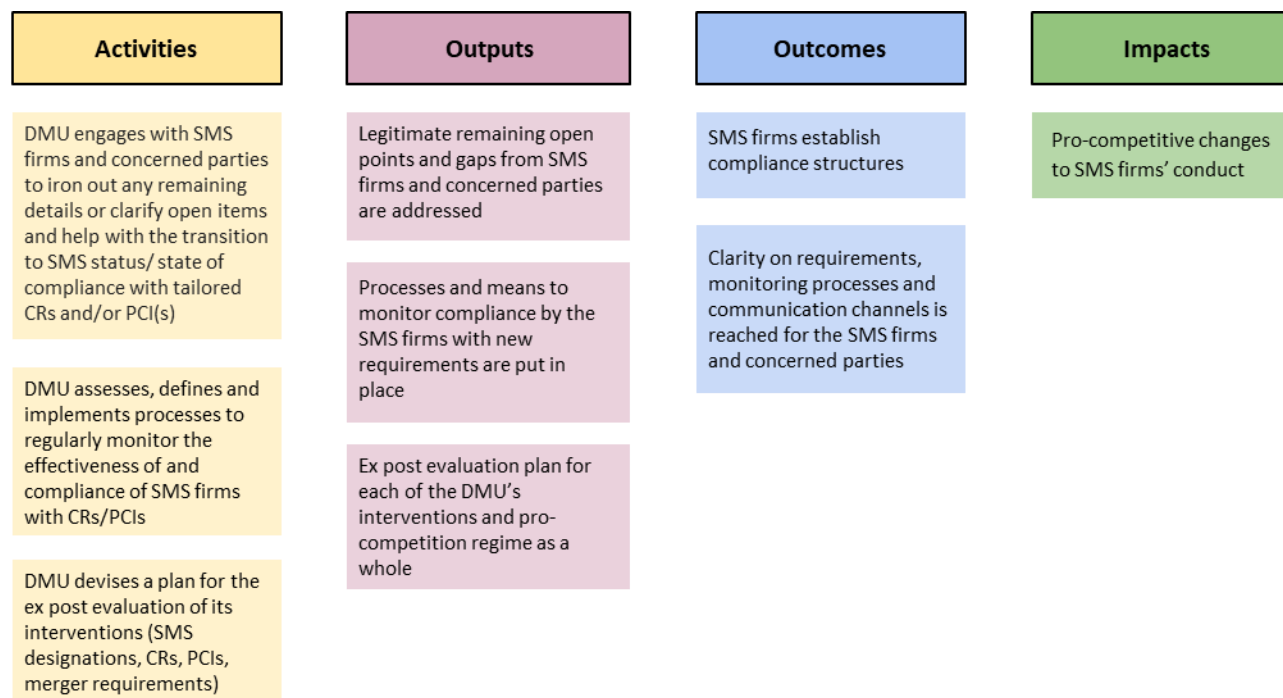 Activities
DMU engages with SMS
firms and concerned parties
to iron out any remaining
details or clarify open items
and help with the transition
to SMS status/ state of
compliance with tailored
CRs and/or PCI(s)
DMU assesses, defines and
implements processes to
regularly monitor the
effectiveness of and
compliance of SMS firms
with CRs/PCIs
DMU devises a plan for the
ex post evaluation of its
interventions (SMS
designations, CRs, PCIs,
merger requirements)
Outputs
Legitimate remaining open
points and gaps from SMS
firms and concerned parties
are addressed
Processes and means to
monitor compliance by the
SMS firms with new
requirements are put in
place
Ex post evaluation plan for
each of the DMU’s
interventions and pro-
competition regime as a
whole
Outcomes
SMS firms establish
compliance structures
Clarity on requirements,
monitoring processes and
communication channels is
reached for the SMS firms
and concerned parties
Impacts
Pro-competitive changes
to SMS firms’ conduct